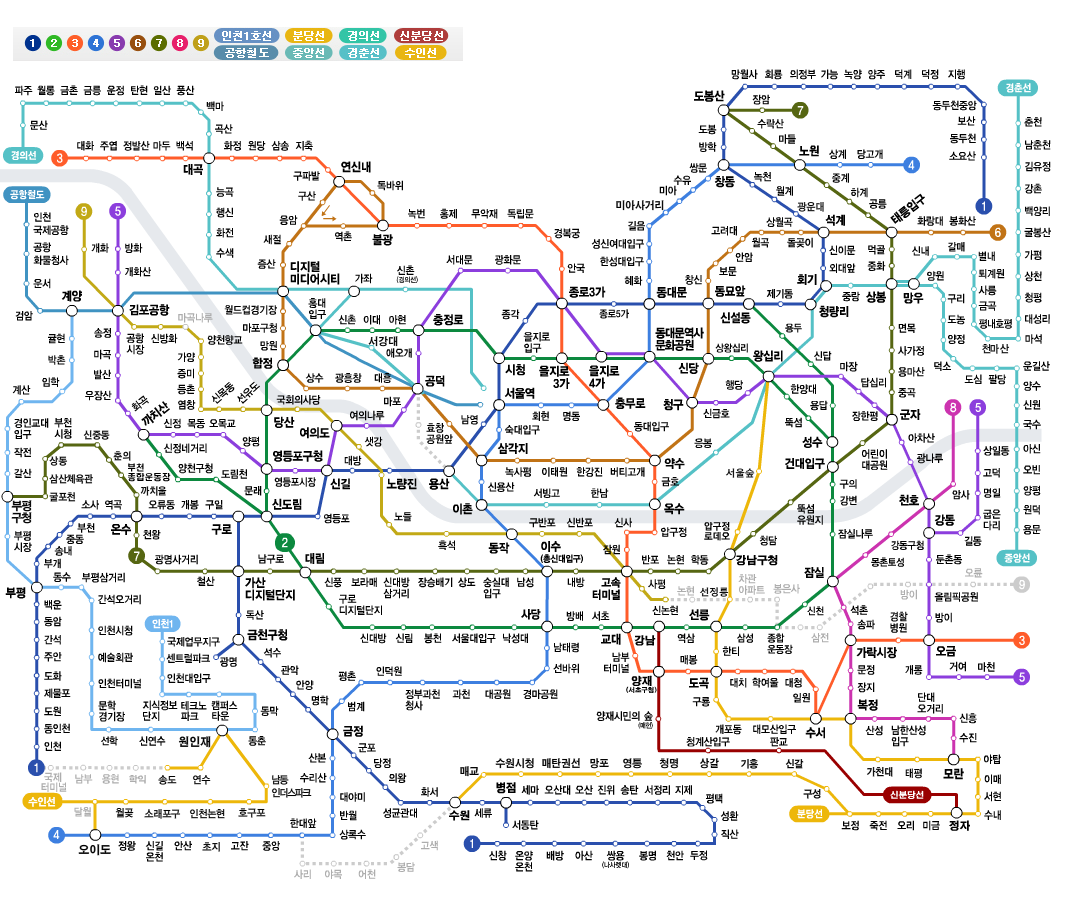 1 2 3 4 5 6 7 8 9
인천1호선 분당선 경의선 신분당선
공항철도 중앙선 경춘선 수인선
파주 월롱 금촌 금릉 운정 탄현 일산 풍산
백마
문산
곡산
경의선
3
대화 주엽 정발산 마두 백석
대곡
화정 원당 삼송 지축
구파발
연신내
독바위
구산
응암
역촌
불광
녹번 홍제 무악재 독립문
경복궁
안국
새절
증산
디지털
미디어시티
능곡
행신
화전
수색
공항철도
인천
국제공항
공항
화물청사
운서
검암
계양
9
개화
5
방화
개화산
김포공항
마곡나루
공항
시장
신방화
양천향교
가양
증미
등촌
염창
신목동
선유도
송정
마곡
발산
우장산
화곡
까치산
신정 목동 오목교
신정네거리
양천구청
도림천
양평
문래
귤현
박촌
임학
계산
경인교대
입구
작전
갈산
부평
구청
부평
시장
부평
월드컵경기장
마포구청
망원
합정
가좌
신촌
(경의선)
홍대
입구
신촌 이대 아현
충정로
서강대
애오개
상수 광흥창 대흥
공덕
마포
효창
공원앞
국회의사당
여의나루
당산
여의도
샛강
영등포구청
영등포시장
신길
대방
노량진
용산
노들
흑석
영등포
신도림
서대문
광화문
종각
종로3가
종로5가
동대문
을지로
입구
시청
을지로
3가
을지로
4가
동대문역사
문화공원
서울역
회현 명동
충무로
남영
숙대입구
삼각지
녹사평 이태원 한강진 버티고개
동대입구
약수
금호
신용산
이촌
서빙고
한남
옥수
응봉
동작
구반포 신반포
이수
(총신대입구)
신사
압구정
잠원
고속
터미널
반포 논현 학동
강남구청
사평
신논현
논현 선정릉
차관
아파트
봉은사
내방
사당
방배 서초
교대
강남
역삼
선릉
삼성
종합
운동장
삼전
신천
잠실
남부
터미널
양재
(서초구청)
매봉
도곡
한티
구룡
대치 학여울 대청
일원
수서
개포동
대모산입구
양재시민의 숲
(매헌)
청계산입구
판교
남태령
선바위
경마공원
대공원
과천
정부과천
청사
인덕원
평촌
범계
금정
산본
수리산
대야미
반월
상록수
한대앞
중앙
고잔
초지
안산
신길
온천
정왕
오이도
4
망월사 회룡 의정부 가능 녹양 양주 덕계 덕정 지행
동두천중앙
보산
동두천
소요산
1
도봉산
장암
7
수락산
마들
노원
도봉
방학
창동
상계 당고개
4
쌍문
수유
미아
미아사거리
길음
성신여대입구
한성대입구
혜화
녹천
월계
광운대
석계
중계
하계
공릉
태릉입구
화랑대 봉화산
6
고려대
월곡
상월곡
돌곶이
안암
보문
창신
동묘앞
신설동
제기동
청량리
신이문
외대앞
회기
중랑
먹골
중화
상봉
망우
신내
갈매
별내
퇴계원
사릉
금곡
평내호평
천마산
마석
대성리
청평
상천
가평
굴봉산
백양리
강촌
김유정
남춘천
춘천
경춘선
양원
구리
도농
양정
덕소
도심 팔당
운길산
양수
신원
국수
아신
오빈
양평
원덕
용문
중앙선
면목
사가정
용마산
중곡
군자
용두
신답
용답
상왕십리
왕십리
신당
청구
신금호
행당
마장
답십리
장한평
한양대
뚝섬
성수
서울숲
건대입구
어린이
대공원
구의
강변
잠실나루
뚝섬
유원지
청담
압구정
로데오
아차산
광나루
천호
8
암사
5
상일동
고덕
명일
굽은
다리
길동
강동
강동구청
몽촌토성
둔촌동
오륜
방이
9
올림픽공원
방이
석촌
송파
경찰
병원
가락시장
오금
3
개롱
거여 마천
5
문정
장지
복정
단대
오거리
산성
남한산성
입구
신흥
수진
모란
가천대 태평
야탑
이매
서현
수내
정자
신분당선
미금
오리
죽전
보정
분당선
구성
신갈
기흥
상갈
청명
영통
망포
매탄권선
수원시청
매교
수원
1
백운
동암
간석
주안
도화
제물포
도원
동인천
인천
1
부개
송내
중동
부천
소사 역곡
온수
오류동 개봉 구일
구로
상동
부천
시청
신중동
춘의
부천
종합운동장
까치울
삼산체육관
굴포천
천왕
7
광명사거리
철산
가산
디지털단지
남구로
2
대림
신풍 보라매 신대방
삼거리 장승배기 상도 숭실대
입구 남성
구로
디지털단지
신대방 신림 봉천 서울대입구 낙성대
독산
금천구청
광명
석수
관악
안양
명학
군포
당정
의왕
성균관대
화서
세류
병점
서동탄
세마 오산대 오산 진위 송탄 서정리 지제
평택
성환
직산
두정
천안
봉명
쌍용
(나사렛대)
아산
배방
온양
온천
신창
동수
부평삼거리
간석오거리
인천시청
예술회관
인천터미널
문학
경기장
선학
신연수
원인재
동춘
동막
캠퍼스
타운
테크노
파크
지식정보
단지
인천대입구
센트럴파크
국제업무지구
인천1
국제
터미널
남부
용현
학익
송도
연수
남동
인더스파크
호구포
인천논현
소래포구
월곶
달월
수인선
사리
야목
어천
봉담
고색